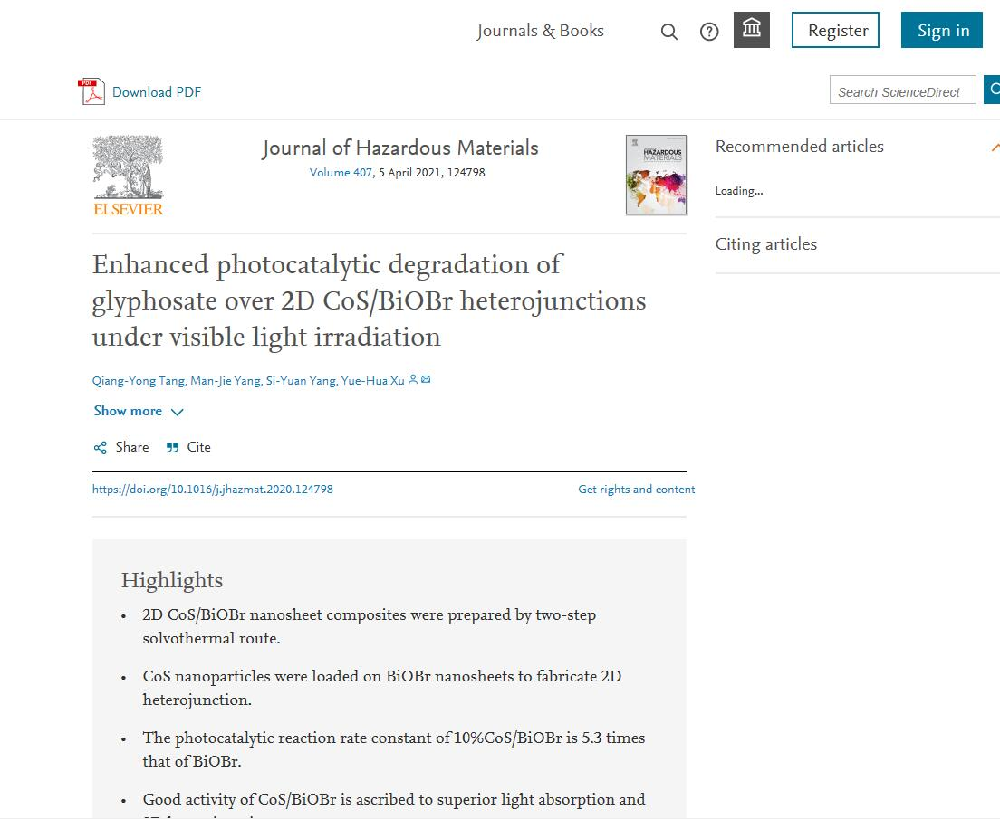 Journals & Books
Register
Sign in
PDF
Download PDF
Search ScienceDirect
ELSEVIER
Journal of Hazardous Materials
Volume 407, 5 April 2021, 124798
HAZARDOUS
MATERIALS
Recommended articles
Loading...
Citing articles
Enhanced photocatalytic degradation of
glyphosate over 2D CoS/BiOBr heterojunctions
under visible light irradiation
Qiang-Yong Tang, Man-Jie Yang, Si-Yuan Yang, Yue-Hua Xu
Show more
Share Cite
https://doi.org/10.1016/j.jhazmat.2020.124798
Get rights and content
Highlights
• 2D CoS/BiOBr nanosheet composites were prepared by two-step
solvothermal route.
• CoS nanoparticles were loaded on BiOBr nanosheets to fabricate 2D
heterojunction.
• The photocatalytic reaction rate constant of 10%CoS/BiOBr is 5.3 times
that of BiOBr.
• Good activity of CoS/BiOBr is ascribed to superior light absorption and